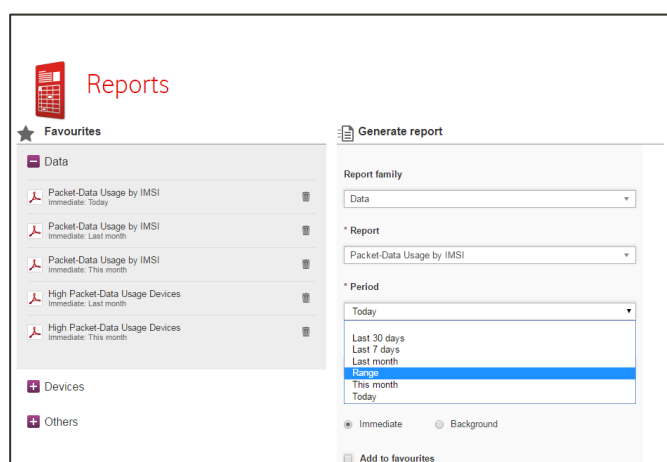 Reports
Favourites
Data
Packet-Data Usage by IMSI
Immediate: Today
Packet-Data Usage by IMSI
Immediate: Last month
Packet-Data Usage by IMSI
Immediate: This month
High Packet-Data Usage Devices
Immediate: Last month
High Packet-Data Usage Devices
Immediate: This month
Devices
Others
Generate report
Report family
Data
* Report
Packet-Data Usage by IMSI
* Period
Today
Last 30 days
Last 7 days
Last month
Range
This month
Today
Immediate Background
Add to favourites